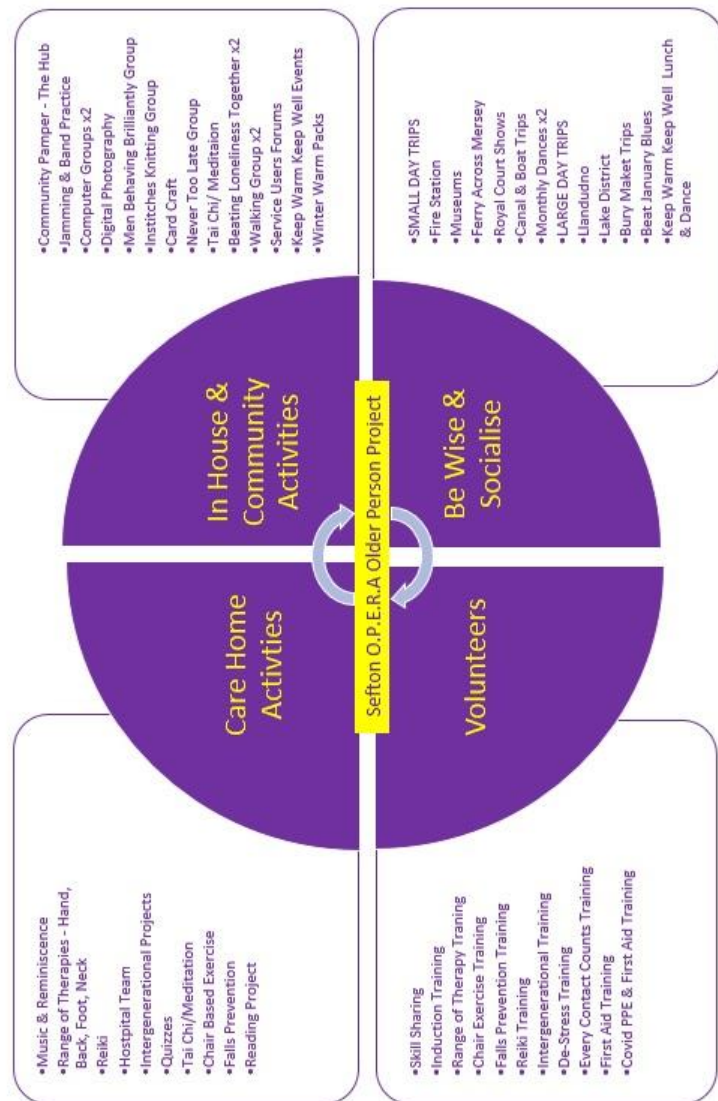 •Music & Reminiscence
•Range of Therapies - Hand,
Back, Foot, Neck
•Reiki
•Hostpital Team
•Intergenerational Projects
•Quizzes
•Tai Chi/Meditation
•Chair Based Exercise
•Falls Prevention
•Reading Project
Care Home
Activties
In House &
Community
Activities
•Community Pamper - The Hub
•Jamming & Band Practice
•Computer Groups x2
•Digital Photography
•Men Behaving Brilliantly Group
•Institches Knitting Group
•Card Craft
•Never Too Late Group
•Tai Chi/ Meditaion
•Beating Loneliness Together x2
•Walking Group x2
•Service Users Forums
•Keep Warm Keep Well Events
•Winter Warm Packs
Sefton O.P.E.R.A Older Person Project
•Skill Sharing
•Induction Training
•Range of Therapy Traning
•Chair Exercise Training
•Falls Prevention Training
•Reiki Training
•Intergenerational Training
•De-Stress Training
•Every Contact Counts Training
•First Aid Training
•Covid PPE & First Aid Training
Volunteers
Be Wise &
Socialise
•SMALL DAY TRIPS
•Fire Station
•Museums
•Ferry Across Mersey
•Royal Court Shows
•Canal & Boat Trips
•Monthly Dances x2
•LARGE DAY TRIPS
•Llandudno
•Lake District
•Bury Maket Trips
•Beat January Blues
•Keep Warm Keep Well Lunch
& Dance